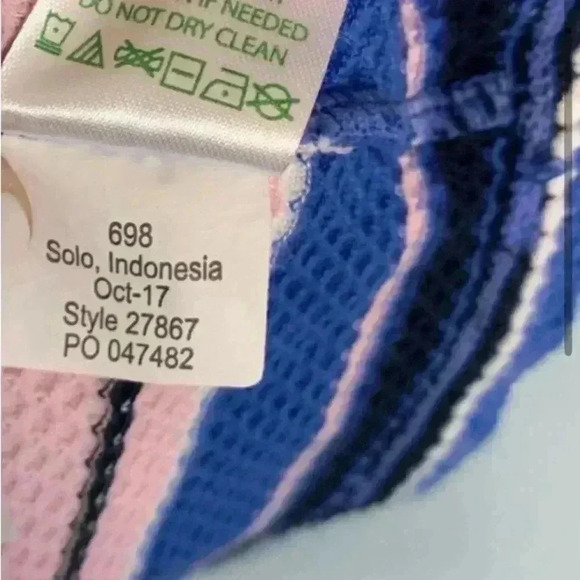 IF NEEDED
DO NOT DRY CLEAN
698
Solo, Indonesia
Oct-17
Style 27867
PO 047482